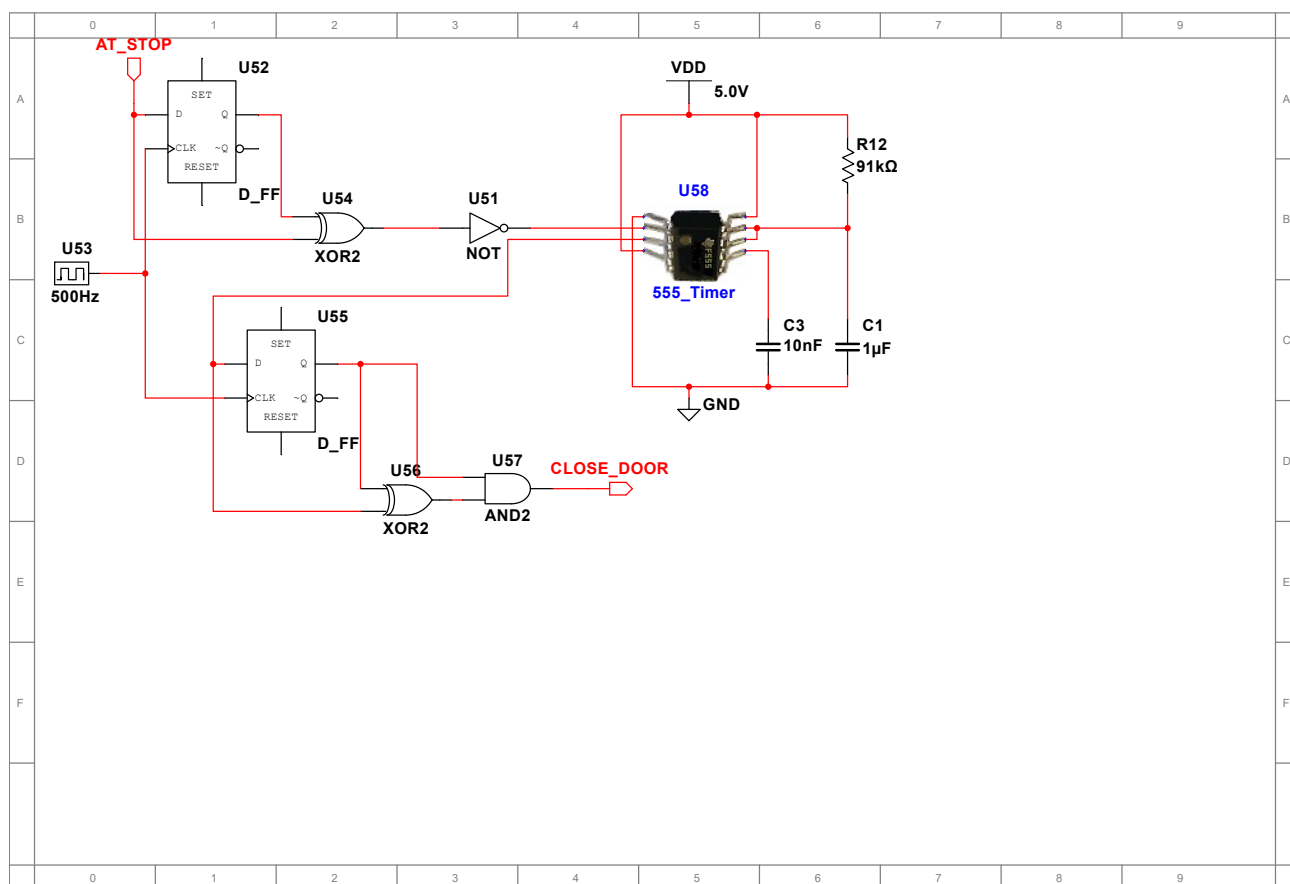 0 1 2 3 4 5 6 7 8 9
AT_STOP
U52
VDD
A
SET
5.0V
A
D Q
R12
CLK ~Q
91kΩ
RESET
D_FF
U54
U51
U58
B
B
U53
XOR2
NOT
500Hz
F555
555_Timer
U55
C3
C1
C
SET
10nF
1µF
C
D Q
CLK ~Q
GND
RESET
D_FF
D
U56
U57
CLOSE_DOOR
D
XOR2
AND2
E
E
F
F
0 1 2 3 4 5 6 7 8 9